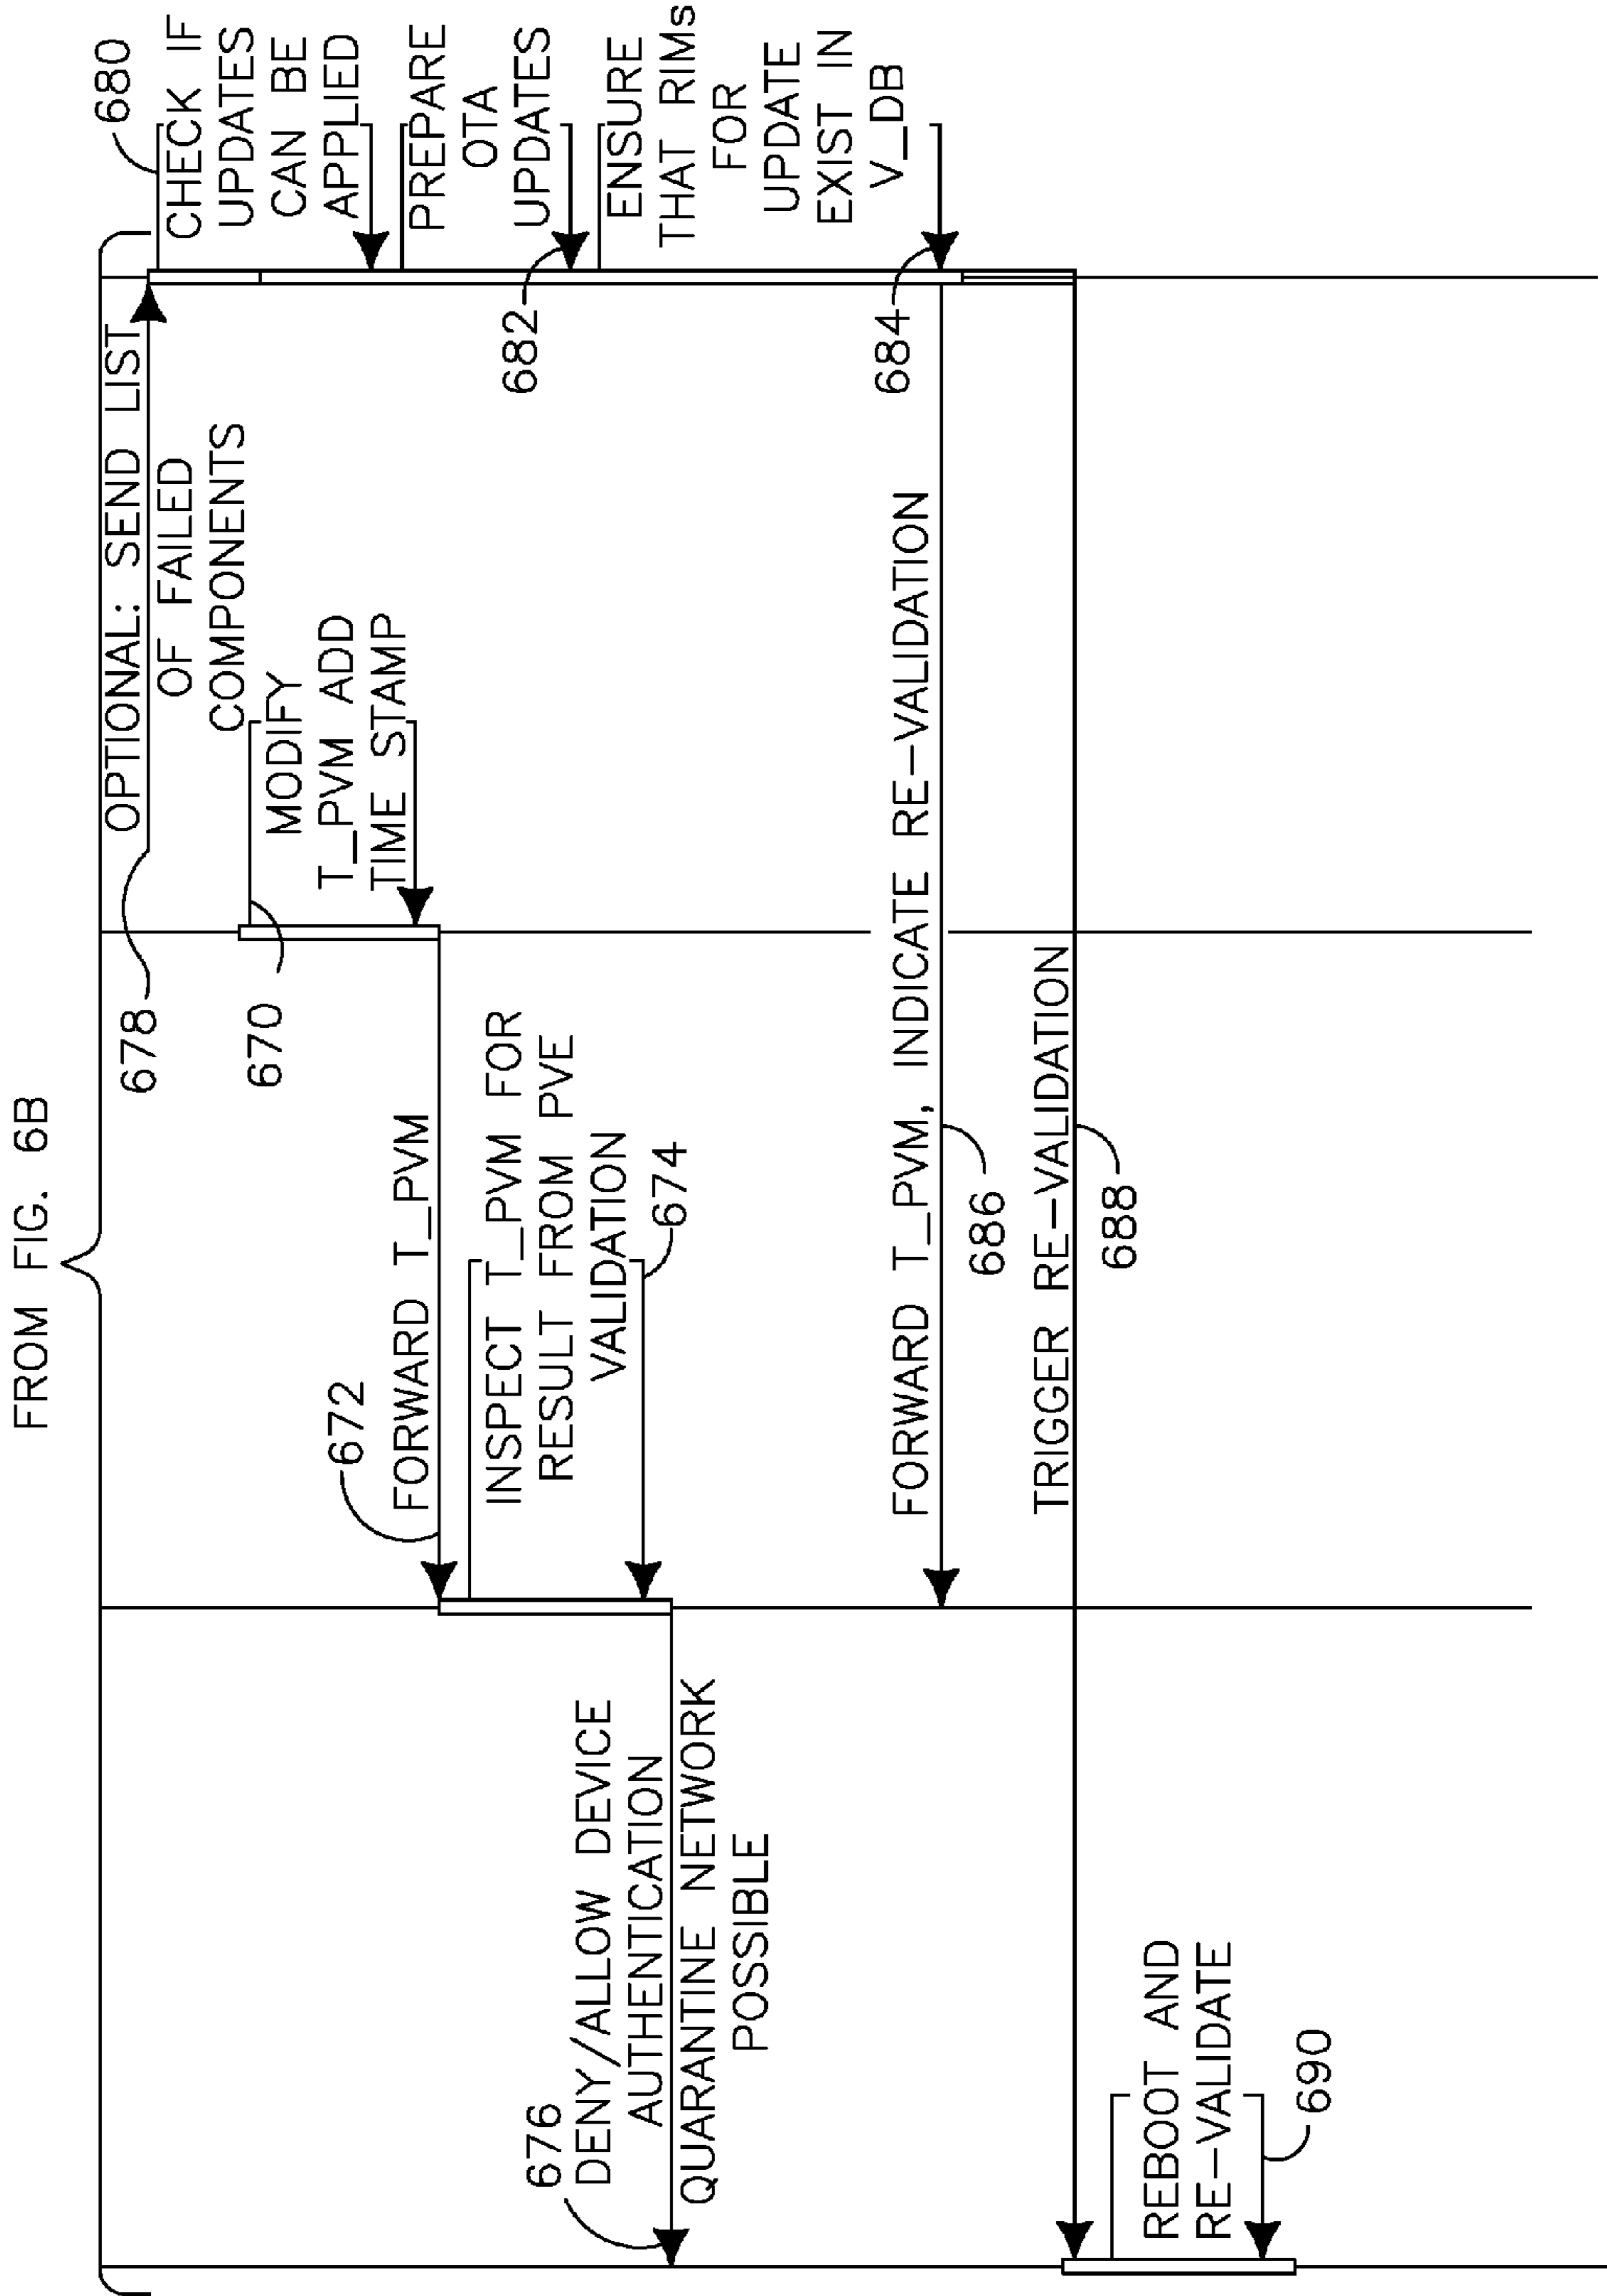 FROM FIG. 6B
OPTIONAL: SEND LIST
OF FAILED
COMPONENTS
678
680
CHECK IF
UPDATES
CAN BE
APPLIED
670
MODIFY
T_PVM ADD
TIME STAMP
672
FORWARD T_PVM
PREPARE
OTA
UPDATES
682
INSPECT T_PVM FOR
RESULT FROM PVE
VALIDATION
674
676
DENY/ALLOW DEVICE
AUTHENTICATION
QUARANTINE NETWORK
POSSIBLE
ENSURE
THAT RIMs
FOR
UPDATE
EXIST IN
V_DB
684
FORWARD T_PVM, INDICATE RE-VALIDATION
686
TRIGGER RE-VALIDATION
688
REBOOT AND
RE-VALIDATE
690